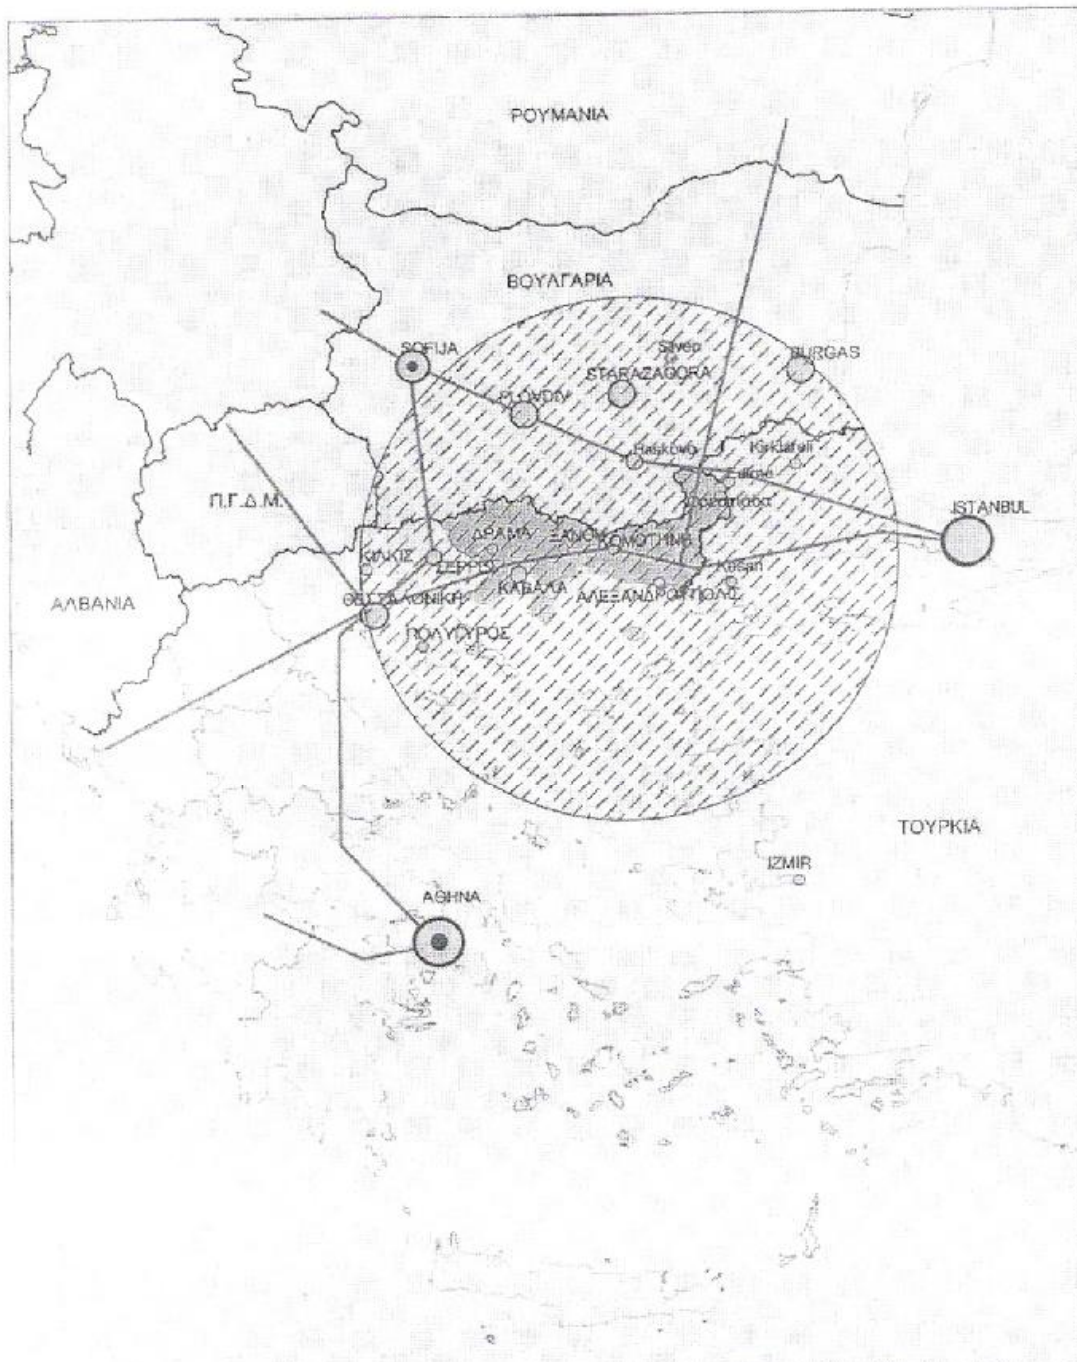 ΡΟΥΜΑΝΙΑ
ΒΟΥΛΓΑΡΙΑ
SOFIJA
Sliven
BURGAS
STARAZAGORA
PLOVDIV
Haskovo
Kirklareli
Edirne
Π.Γ.Δ.Μ.
ISTANBUL
ΔΡΑΜΑ
ΞΑΝΘΗ
ΚΟΜΟΤΗΝΗ
ΚΙΛΚΙΣ
ΣΕΡΡΕΣ
Kesan
ΚΑΒΑΛΑ
ΑΛΒΑΝΙΑ
ΘΕΣΣΑΛΟΝΙΚΗ
ΑΛΕΞΑΝΔΡΟΥΠΟΛΙΣ
ΠΟΛΥΓΥΡΟΣ
ΤΟΥΡΚΙΑ
IZMIR
ΑΘΗΝΑ